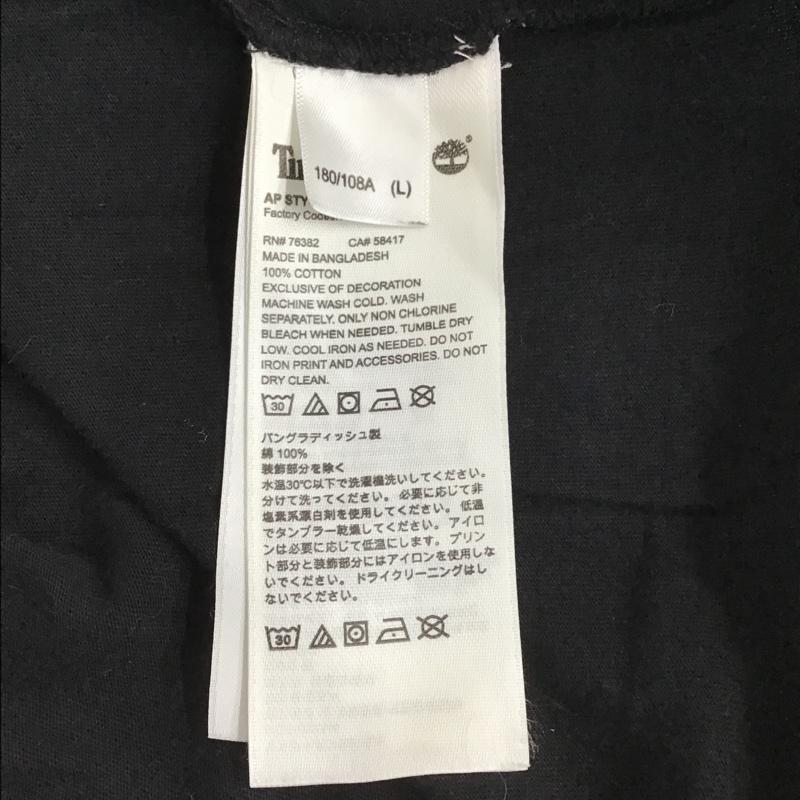 180/108A (L)
®
AP
Factory
RN# 76382 CA# 58417
MADE IN BANGLADESH
100% COTTON
EXCLUSIVE OF DECORATION
MACHINE WASH COLD. WASH
SEPARATELY. ONLY NON CHLORINE
BLEACH WHEN NEEDED. TUMBLE DRY
LOW. COOL IRON AS NEEDED. DO NOT
IRON PRINT AND ACCESSORIES. DO NOT
DRY CLEAN.
30
バングラディッシュ製
綿 100%
装飾部分を除く
水温30℃以下で洗濯機洗いしてください。
分けて洗ってください。 必要に応じて非
塩素系漂白剤を使用してください。 低温
でタンブラー乾燥してください。 アイロ
ンは必要に応じて低温にします。 プリン
ト部分と装飾部分にはアイロンを使用しな
いでください。 ドライクリーニングはし
ないでください。
30